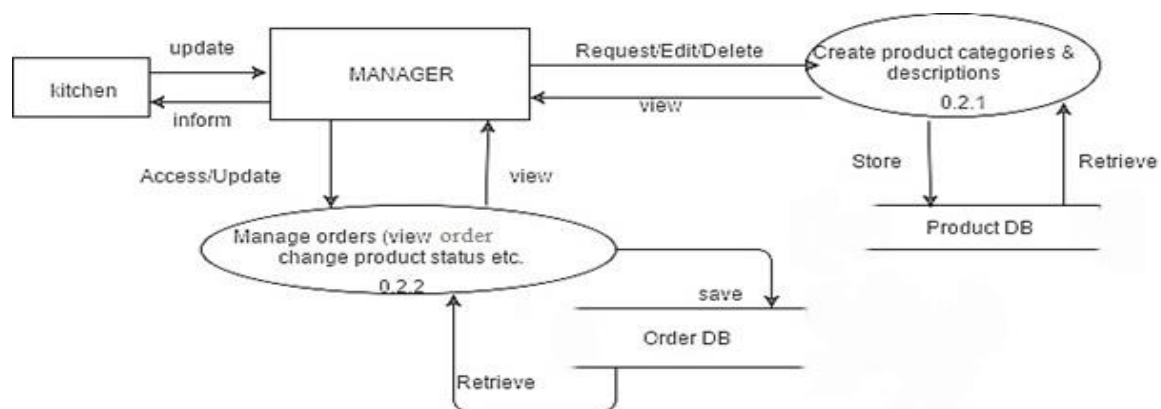 update
Request/Edit/Delete
Create product categories &
descriptions
MANAGER
kitchen
0.2.1
view
inform
Store
Retrieve
Access/Update
view
Product DB
Manage orders (view order
change product status etc.
0.2.2
save
Order DB
Retrieve